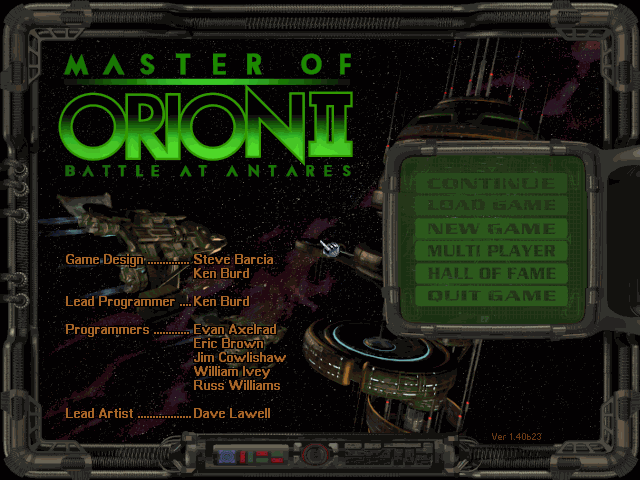 MASTER OF
ORION II
BATTLE AT ANTARES
CONTINUE
LOAD GAME
NEW GAME
MULTI PLAYER
HALL OF FAME
QUIT GAME
Game Design .............. Steve Barcia
Ken Burd
Lead Programmer .... Ken Burd
Programmers ............ Evan Axelrad
Eric Brown
Jim Cowlishaw
William Ivey
Russ Williams
Lead Artist .................. Dave Lawell
Ver 1.40b23